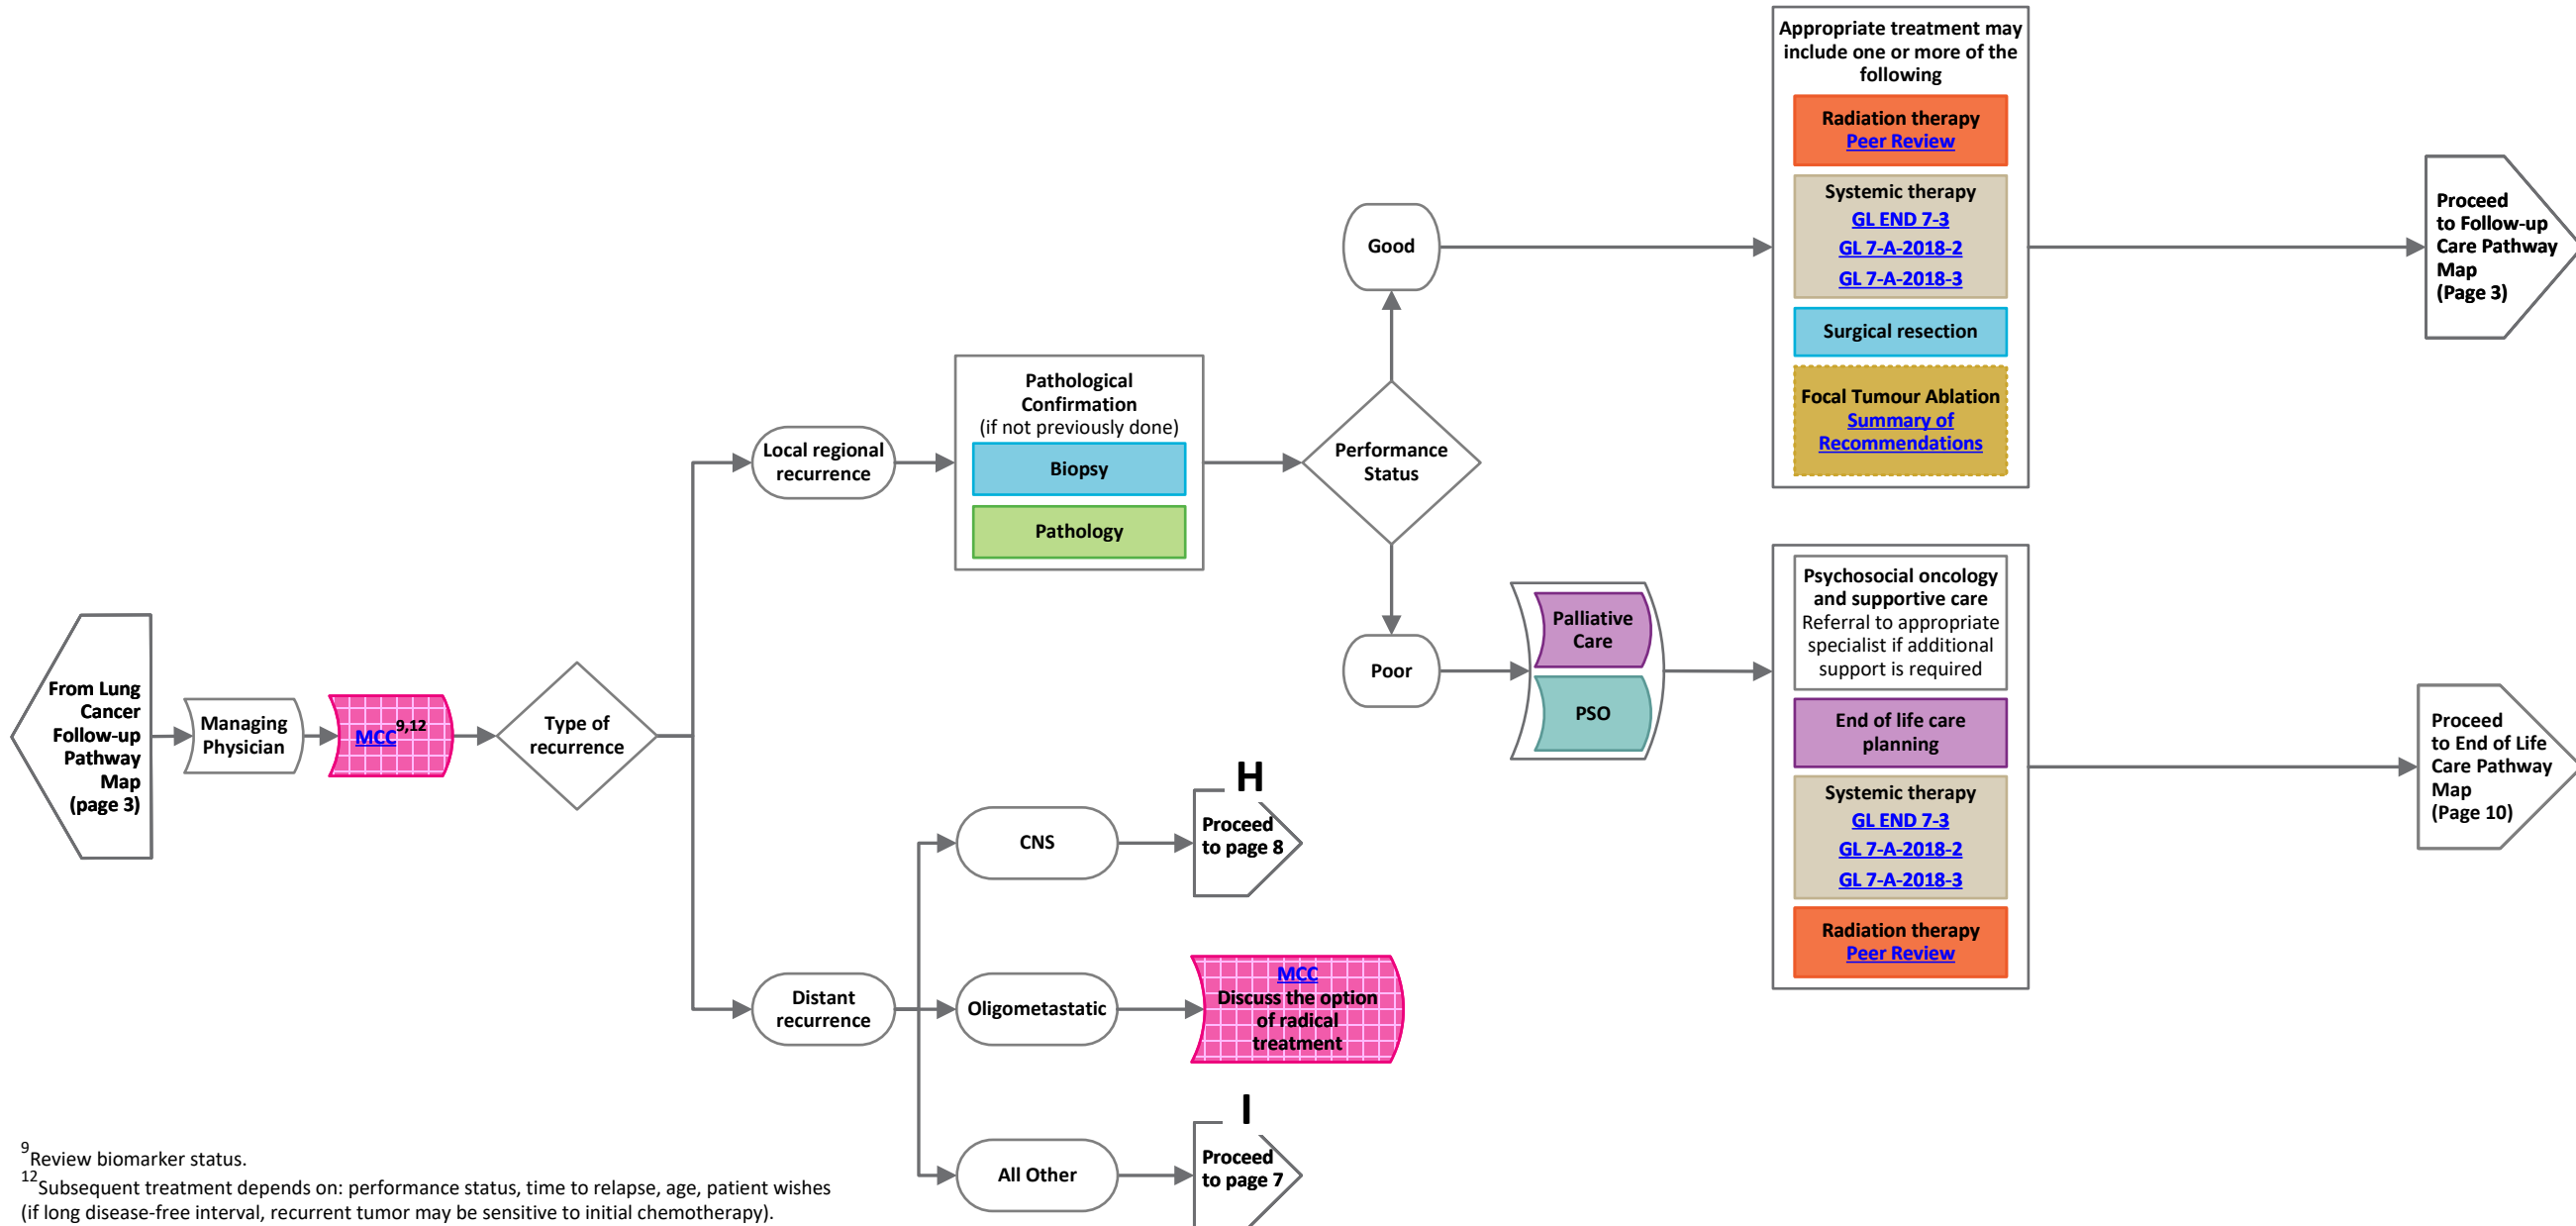 From Lung
Cancer
Follow-up
Pathway
Map
(page 3)
Managing
Physician
MCC9,12
Type of
recurrence
Local regional
recurrence
Pathological
Confirmation
(if not previously done)
Biopsy
Pathology
Performance
Status
Good
Appropriate treatment may
include one or more of the
following
Radiation therapy
Peer Review
Systemic therapy
GL END 7-3
GL 7-A-2018-2
GL 7-A-2018-3
Surgical resection
Focal Tumour Ablation
Summary of
Recommendations
Proceed
to Follow-up
Care Pathway
Map
(Page 3)
Poor
Palliative
Care
PSO
Psychosocial oncology
and supportive care
Referral to appropriate
specialist if additional
support is required
End of life care
planning
Systemic therapy
GL END 7-3
GL 7-A-2018-2
GL 7-A-2018-3
Radiation therapy
Peer Review
Proceed
to End of Life
Care Pathway
Map
(Page 10)
Distant
recurrence
CNS
H
Proceed
to page 8
Oligometastatic
MCC
Discuss the option
of radical
treatment
All Other
I
Proceed
to page 7
9Review biomarker status.
12Subsequent treatment depends on: performance status, time to relapse, age, patient wishes
(if long disease-free interval, recurrent tumor may be sensitive to initial chemotherapy).